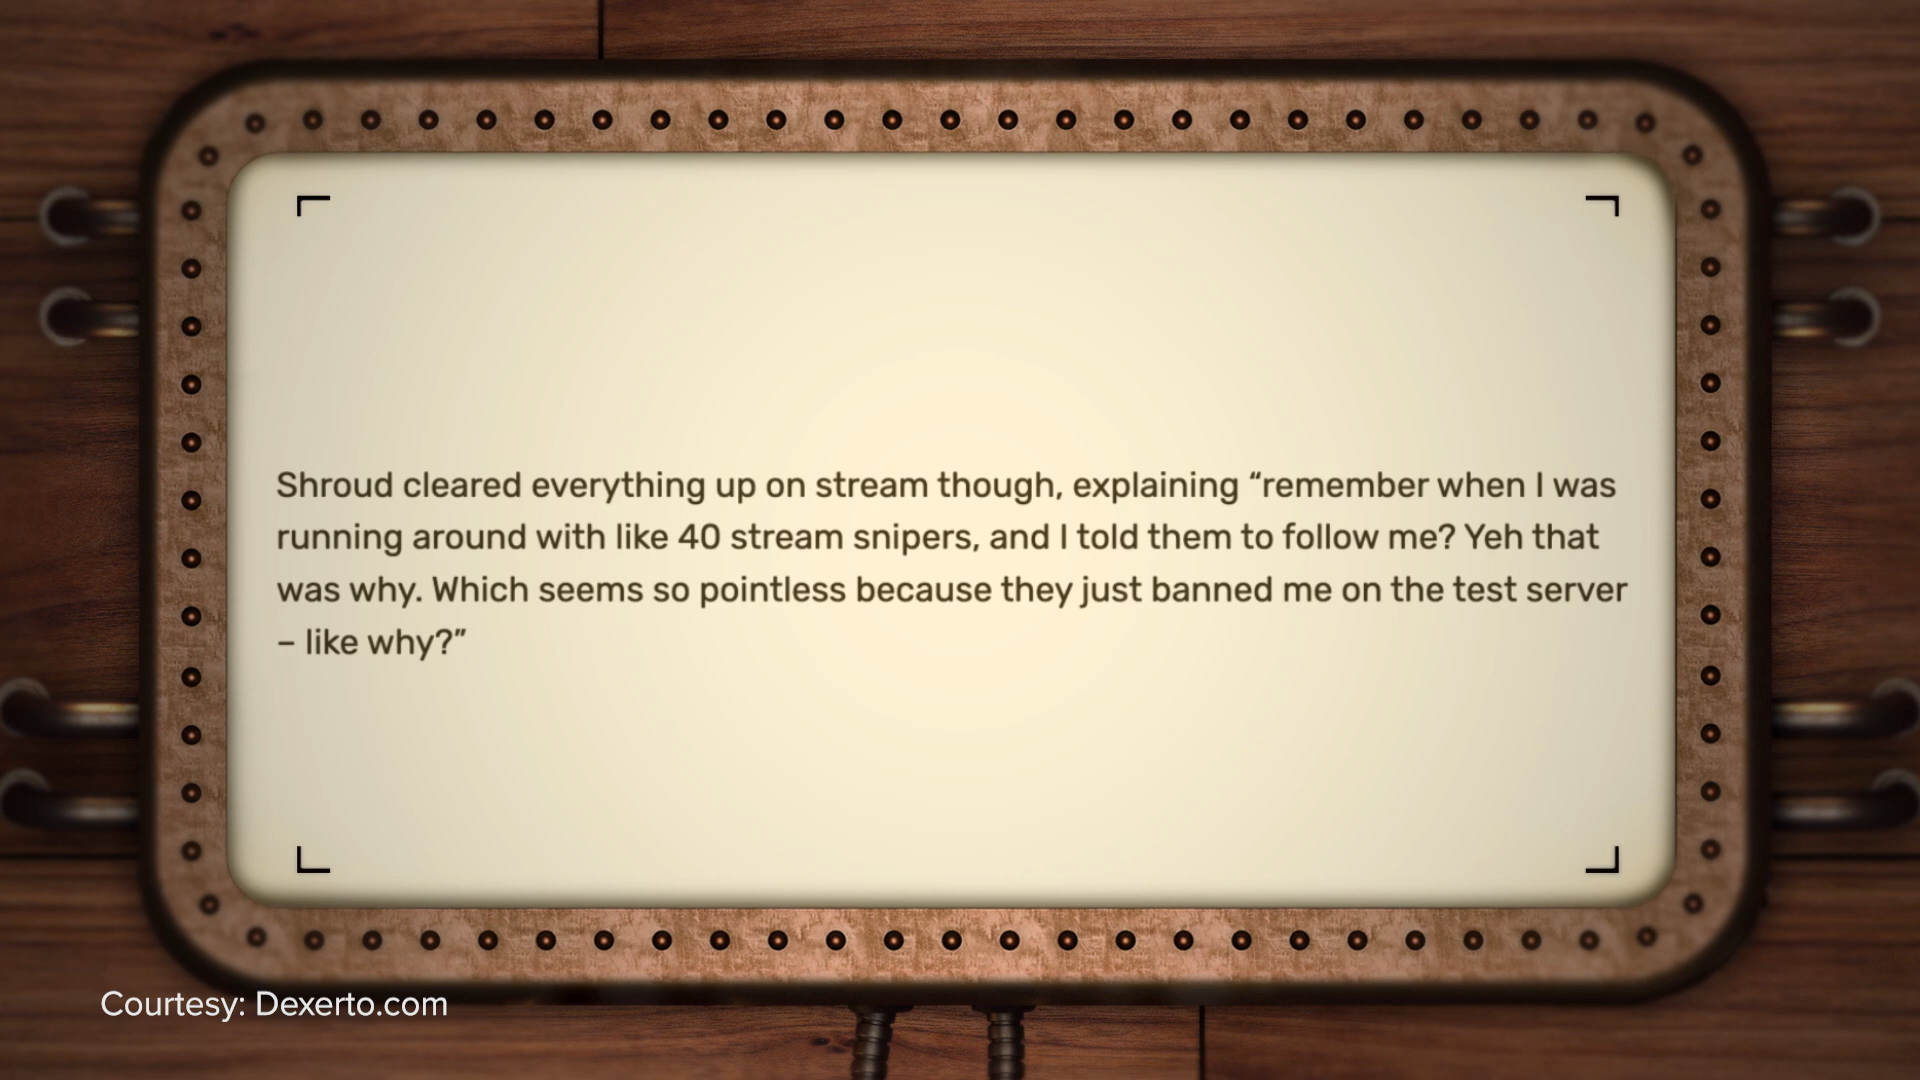 Shroud cleared everything up on stream though, explaining “remember when I was
running around with like 40 stream snipers, and I told them to follow me? Yeh that
was why. Which seems so pointless because they just banned me on the test server
– like why?”
Courtesy: Dexerto.com